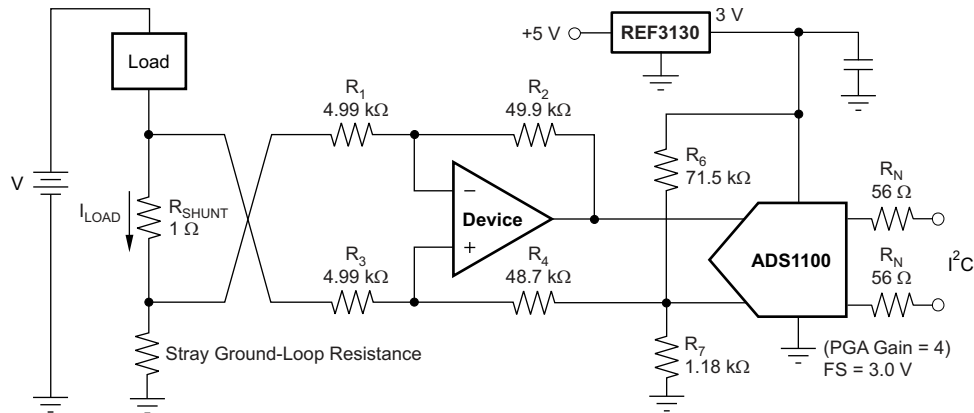 3 V
+5 V
REF3130
Load
R1
4.99 kΩ
R2
49.9 kΩ
R6
71.5 kΩ
V
ILOAD
RSHUNT
1 Ω
−
Device
+
RN
56 Ω
ADS1100
I²C
RN
56 Ω
R3
4.99 kΩ
R4
48.7 kΩ
Stray Ground-Loop Resistance
R7
1.18 kΩ
(PGA Gain = 4)
FS = 3.0 V